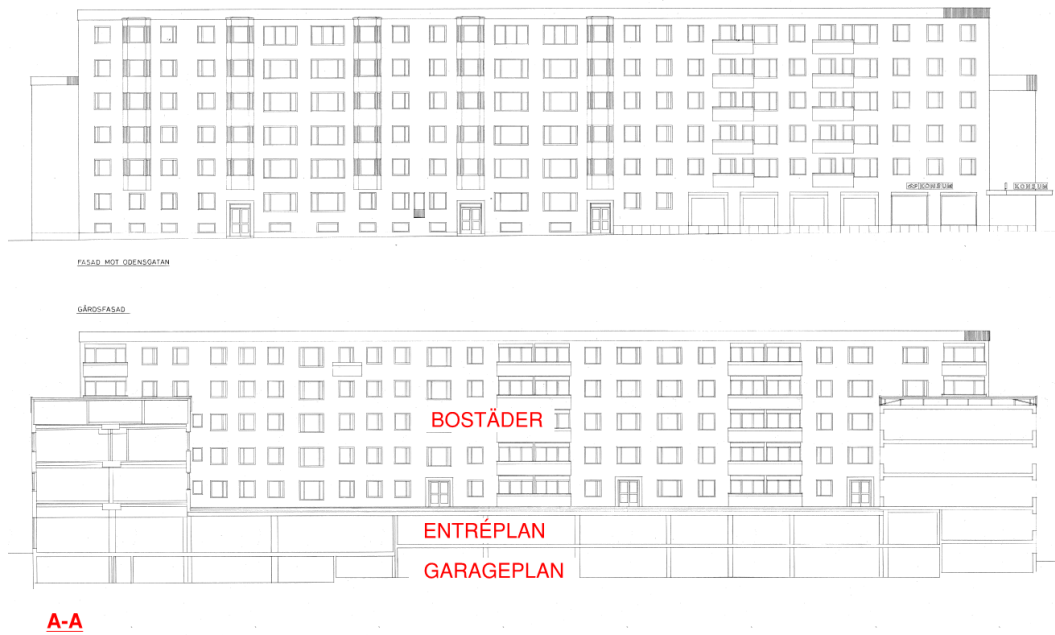 KONSUM
KONSUM
FASAD MOT ODENSGATAN
GÅRDSFASAD
BOSTÄDER
ENTRÉPLAN
GARAGEPLAN
A-A